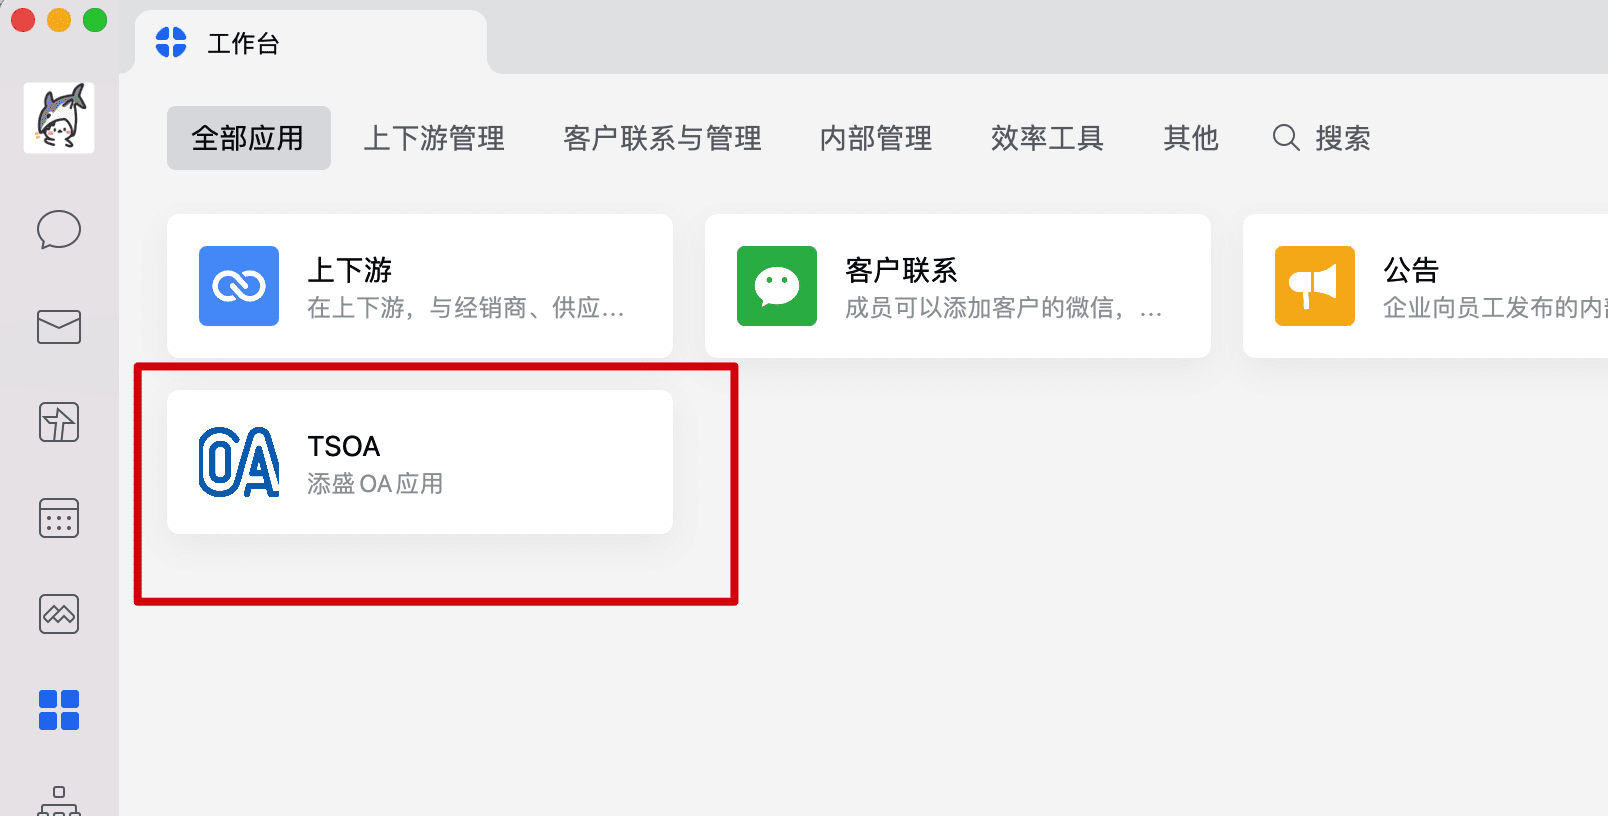 工作台
全部应用 上下游管理 客户联系与管理 内部管理 效率工具 其他 搜索
上下游 客户联系 公告
在上下游，与经销商、供应... 成员可以添加客户的微信，... 企业向员工发布的内
OA TSOA
添盛OA应用